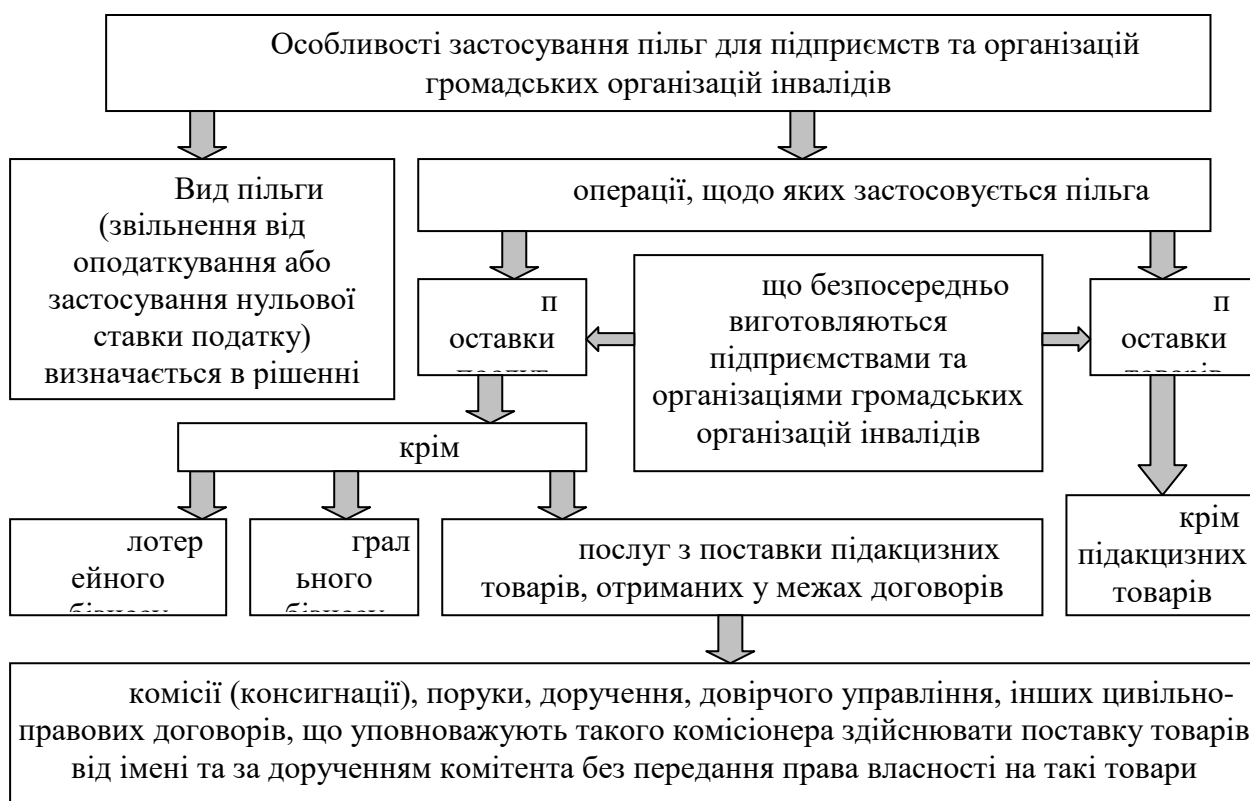 Особливості застосування пільг для підприємств та організацій
громадських організацій інвалідів
Вид пільги
(звільнення від
оподаткування або
застосування нульової
ставки податку)
визначається в рішенні
операції, щодо яких застосовується пільга
п
оставки
що безпосередньо
виготовляються
підприємствами та
організаціями громадських
організацій інвалідів
п
оставки
крім
лотер
ейного
грал
ьного
послуг з поставки підакцизних
товарів, отриманих у межах договорів
крім
підакцизних
товарів
комісії (консигнації), поруки, доручення, довірчого управління, інших цивільно-
правових договорів, що уповноважують такого комісіонера здійснювати поставку товарів
від імені та за дорученням комітента без передання права власності на такі товари